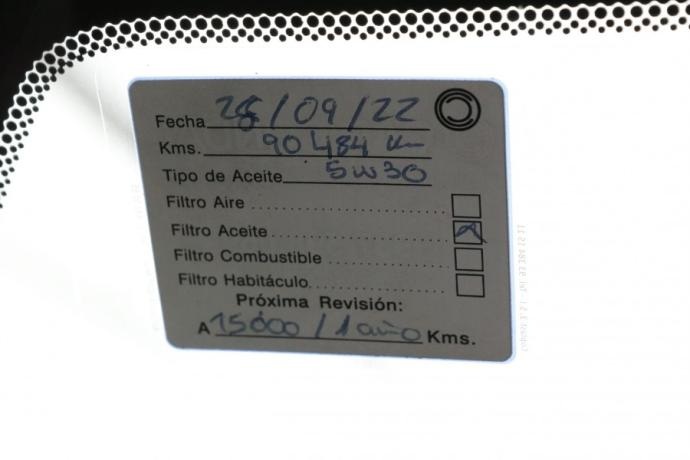 Fecha 28/09/22
Kms. 90484 Km
Tipo de Aceite 5W30
Filtro Aire
Filtro Aceite
Filtro Combustible
Filtro Habitáculo
Próxima Revisión:
A 15000 / 1 año Kms.